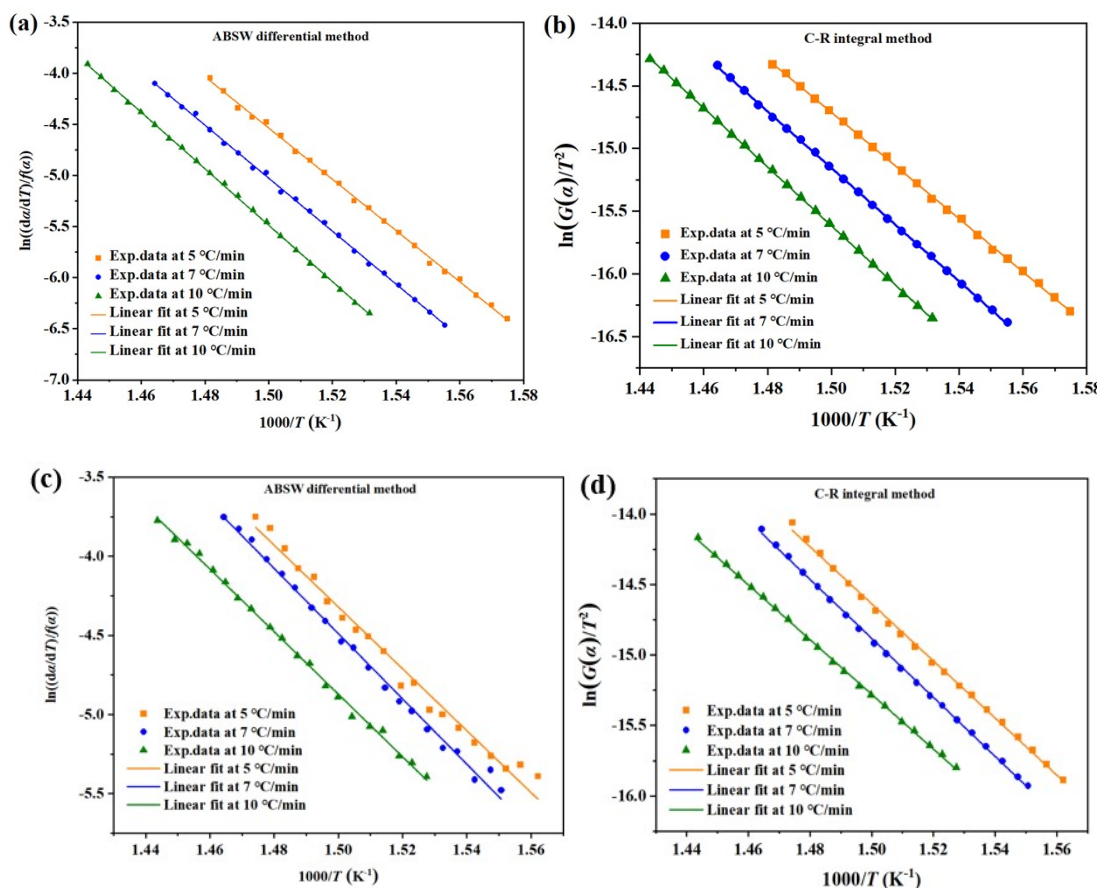 (a)
ABSW differential method
-3.5
-4.0
-4.5
-5.0
-5.5
-6.0
-6.5
-7.0
ln((dα/dT)/f(α))
Exp.data at 5 °C/min
Exp.data at 7 °C/min
Exp.data at 10 °C/min
Linear fit at 5 °C/min
Linear fit at 7 °C/min
Linear fit at 10 °C/min
1.44 1.46 1.48 1.50 1.52 1.54 1.56 1.58
1000/T (K⁻¹)
(b)
C-R integral method
-14.0
-14.5
-15.0
-15.5
-16.0
-16.5
ln(G(α)/T²)
Exp.data at 5 °C/min
Exp.data at 7 °C/min
Exp.data at 10 °C/min
Linear fit at 5 °C/min
Linear fit at 7 °C/min
Linear fit at 10 °C/min
1.44 1.46 1.48 1.50 1.52 1.54 1.56 1.58
1000/T (K⁻¹)
(c)
ABSW differential method
-3.5
-4.0
-4.5
-5.0
-5.5
ln((dα/dT)/f(α))
Exp.data at 5 °C/min
Exp.data at 7 °C/min
Exp.data at 10 °C/min
Linear fit at 5 °C/min
Linear fit at 7 °C/min
Linear fit at 10 °C/min
1.44 1.46 1.48 1.50 1.52 1.54 1.56
1000/T (K⁻¹)
(d)
C-R integral method
-14.0
-14.5
-15.0
-15.5
-16.0
ln(G(α)/T²)
Exp.data at 5 °C/min
Exp.data at 7 °C/min
Exp.data at 10 °C/min
Linear fit at 5 °C/min
Linear fit at 7 °C/min
Linear fit at 10 °C/min
1.44 1.46 1.48 1.50 1.52 1.54 1.56
1000/T (K⁻¹)